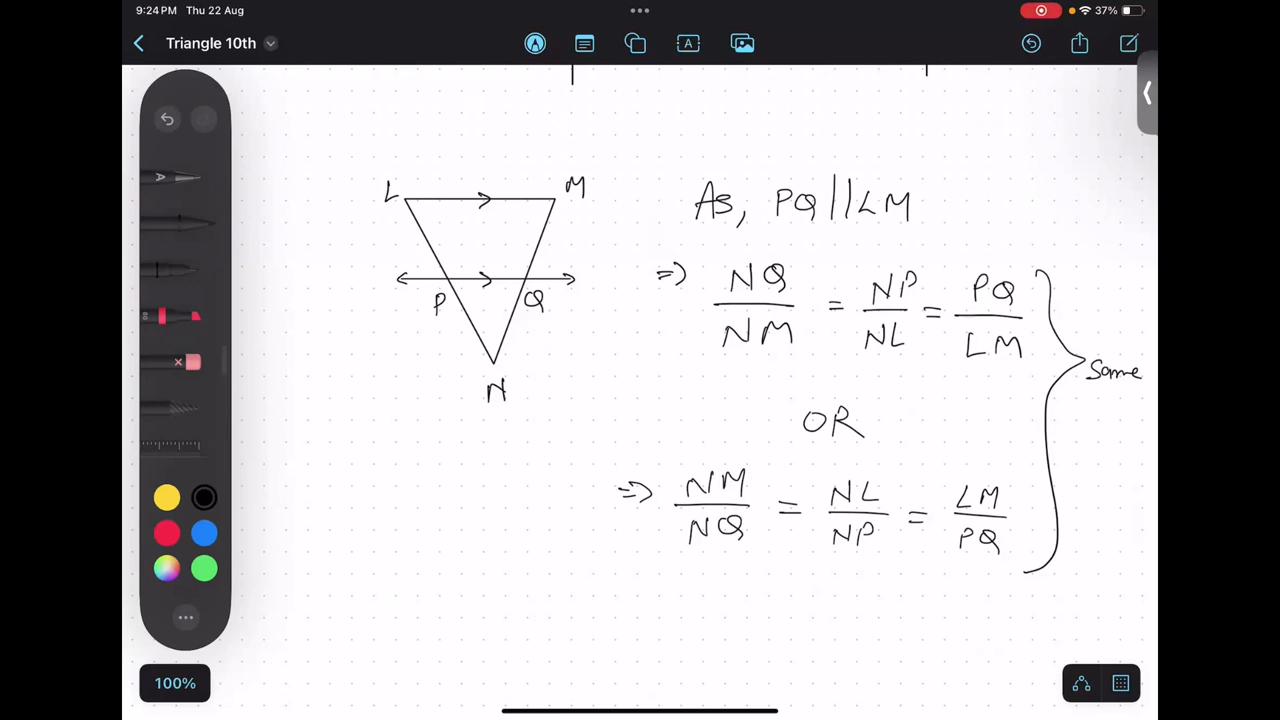 9:24 PM Thu 22 Aug
37%
Triangle 10th
A
A
80
100%
L
M
P
Q
N
As, PQ // LM
=> NQ/NM = NP/NL = PQ/LM
Same
OR
=> NM/NQ = NL/NP = LM/PQ